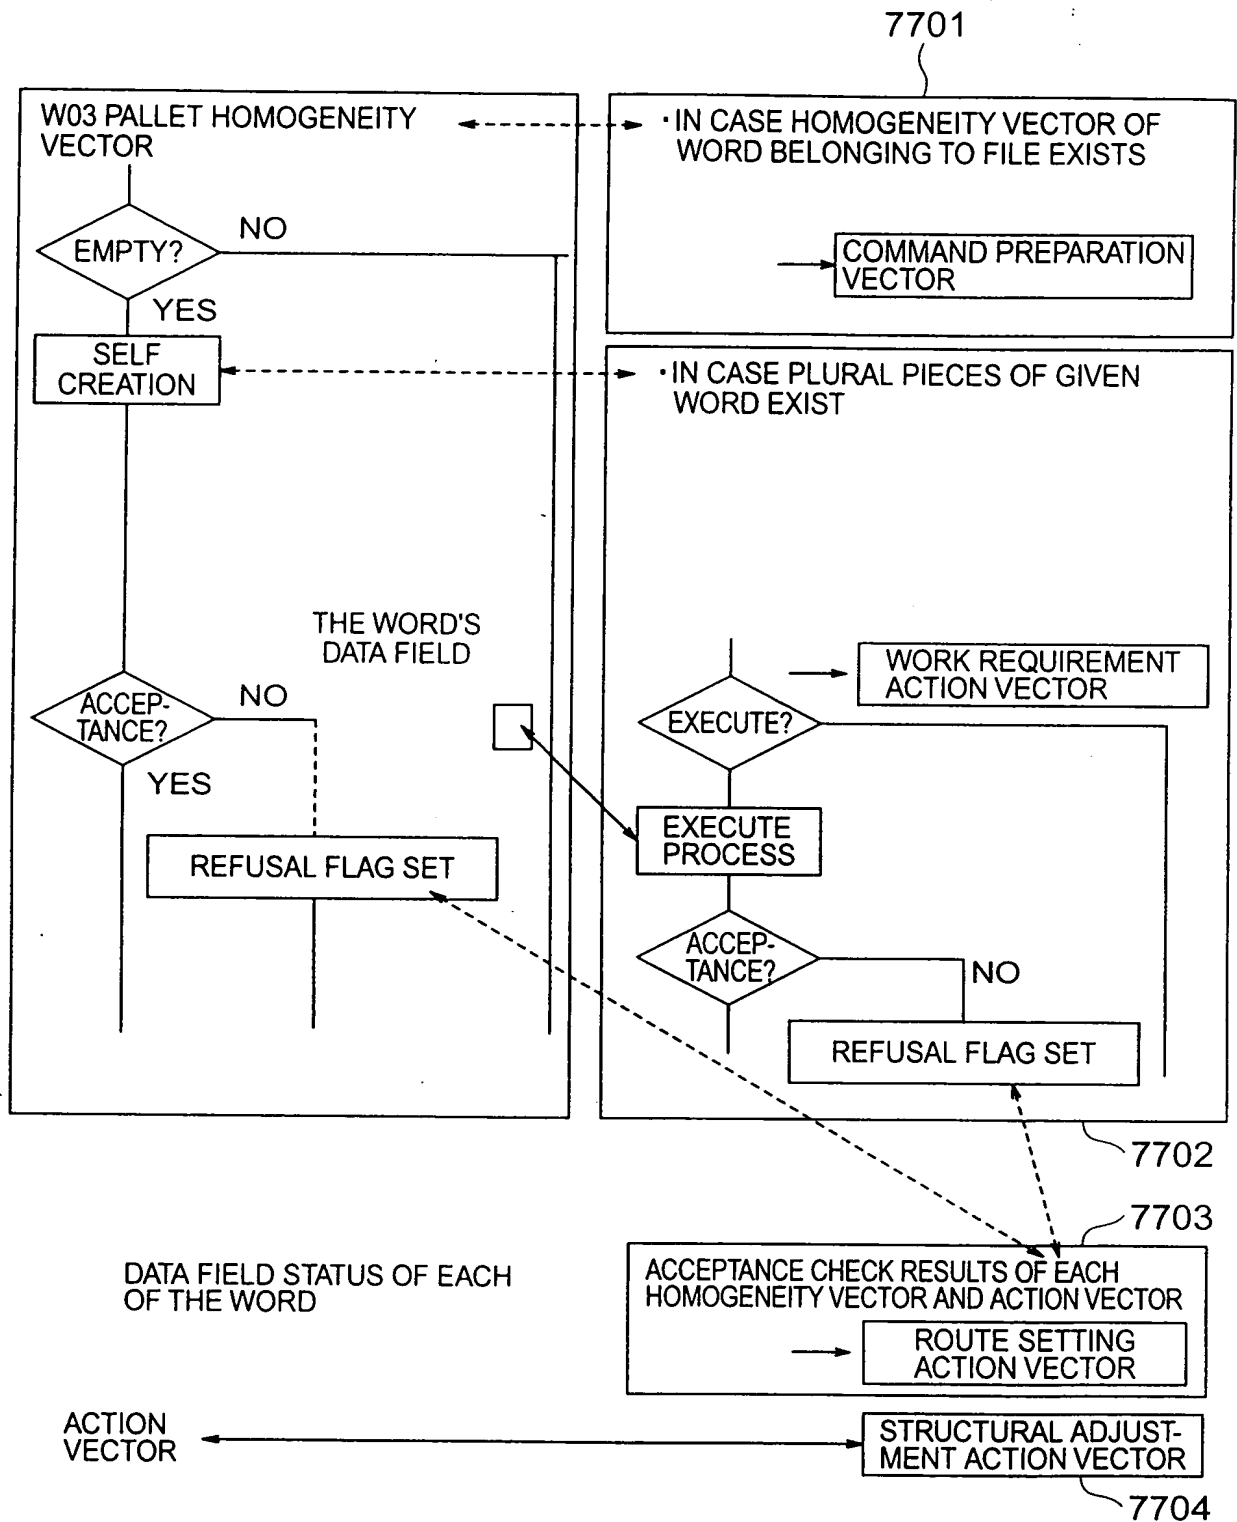 7701
W03 PALLET HOMOGENEITY
VECTOR
EMPTY?
NO
YES
SELF
CREATION
THE WORD'S
DATA FIELD
ACCEP-
TANCE?
NO
YES
REFUSAL FLAG SET
·IN CASE HOMOGENEITY VECTOR OF
WORD BELONGING TO FILE EXISTS
COMMAND PREPARATION
VECTOR
·IN CASE PLURAL PIECES OF GIVEN
WORD EXIST
WORK REQUIREMENT
ACTION VECTOR
EXECUTE?
EXECUTE
PROCESS
ACCEP-
TANCE?
NO
REFUSAL FLAG SET
7702
7703
DATA FIELD STATUS OF EACH
OF THE WORD
ACCEPTANCE CHECK RESULTS OF EACH
HOMOGENEITY VECTOR AND ACTION VECTOR
ROUTE SETTING
ACTION VECTOR
ACTION
VECTOR
STRUCTURAL ADJUST-
MENT ACTION VECTOR
7704